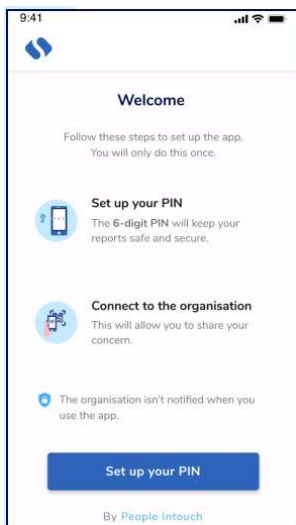 9:41
Welcome
Follow these steps to set up the app.
You will only do this once.
Set up your PIN
The 6-digit PIN will keep your
reports safe and secure.
Connect to the organisation
This will allow you to share your
concern.
The organisation isn't notified when you
use the app.
Set up your PIN
By People Intouch